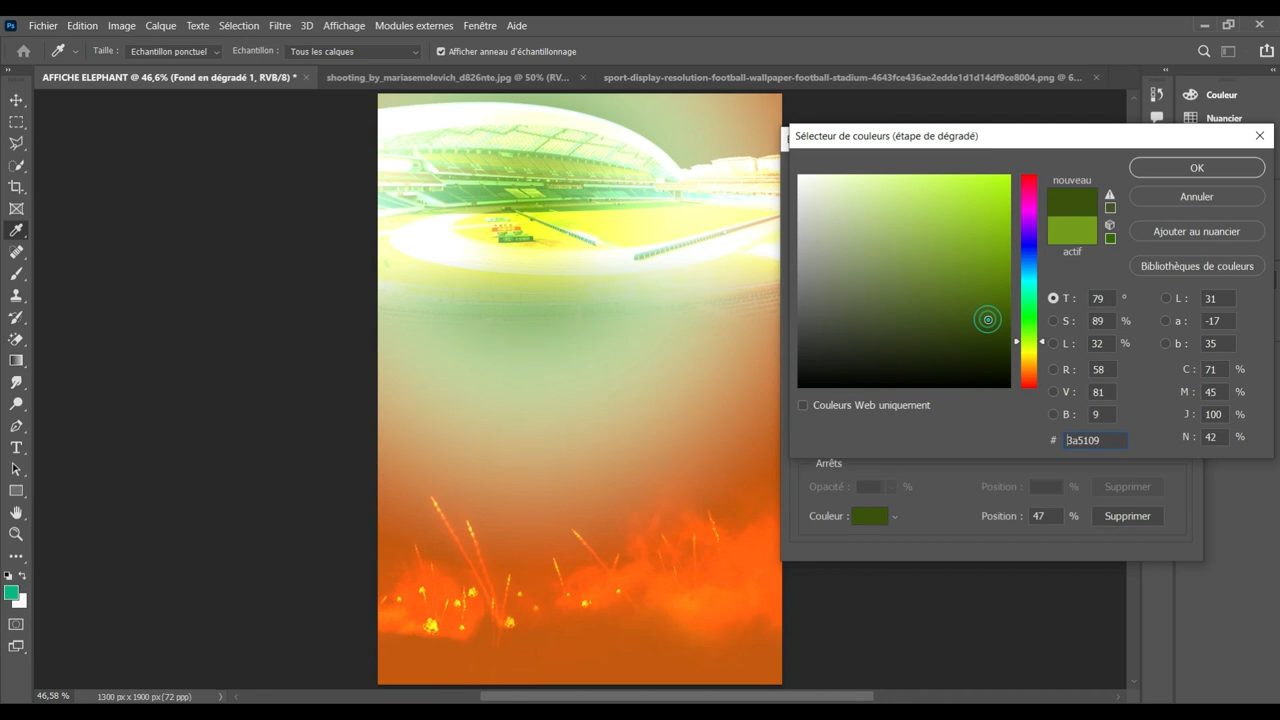 Ps Fichier Edition Image Calque Texte Sélection Filtre 3D Affichage Modules externes Fenêtre Aide
Taille : Echantillon ponctuel Echantillon : Tous les calques Afficher anneau d'échantillonnage
AFFICHE ELEPHANT @ 46,6% (Fond en dégradé 1, RVB/8) * shooting_by_mariasemelevich_d826nte.jpg @ 50% (RV... sport-display-resolution-football-wallpaper-football-stadium-4643fce436ae2edde1d1d14df9ce8004.png @ 6...
Couleur
Nuancier
Sélecteur de couleurs (étape de dégradé)
nouveau
actif
OK
Annuler
Ajouter au nuancier
Bibliothèques de couleurs
T : 79 ° L : 31
S : 89 % a : -17
L : 32 % b : 35
R : 58 C : 71 %
V : 81 M : 45 %
B : 9 J : 100 %
# 3a5109 N : 42 %
Couleurs Web uniquement
Arrêts
Opacité : % Position : % Supprimer
Couleur : Position : 47 % Supprimer
46,58 % 1300 px x 1900 px (72 ppp)